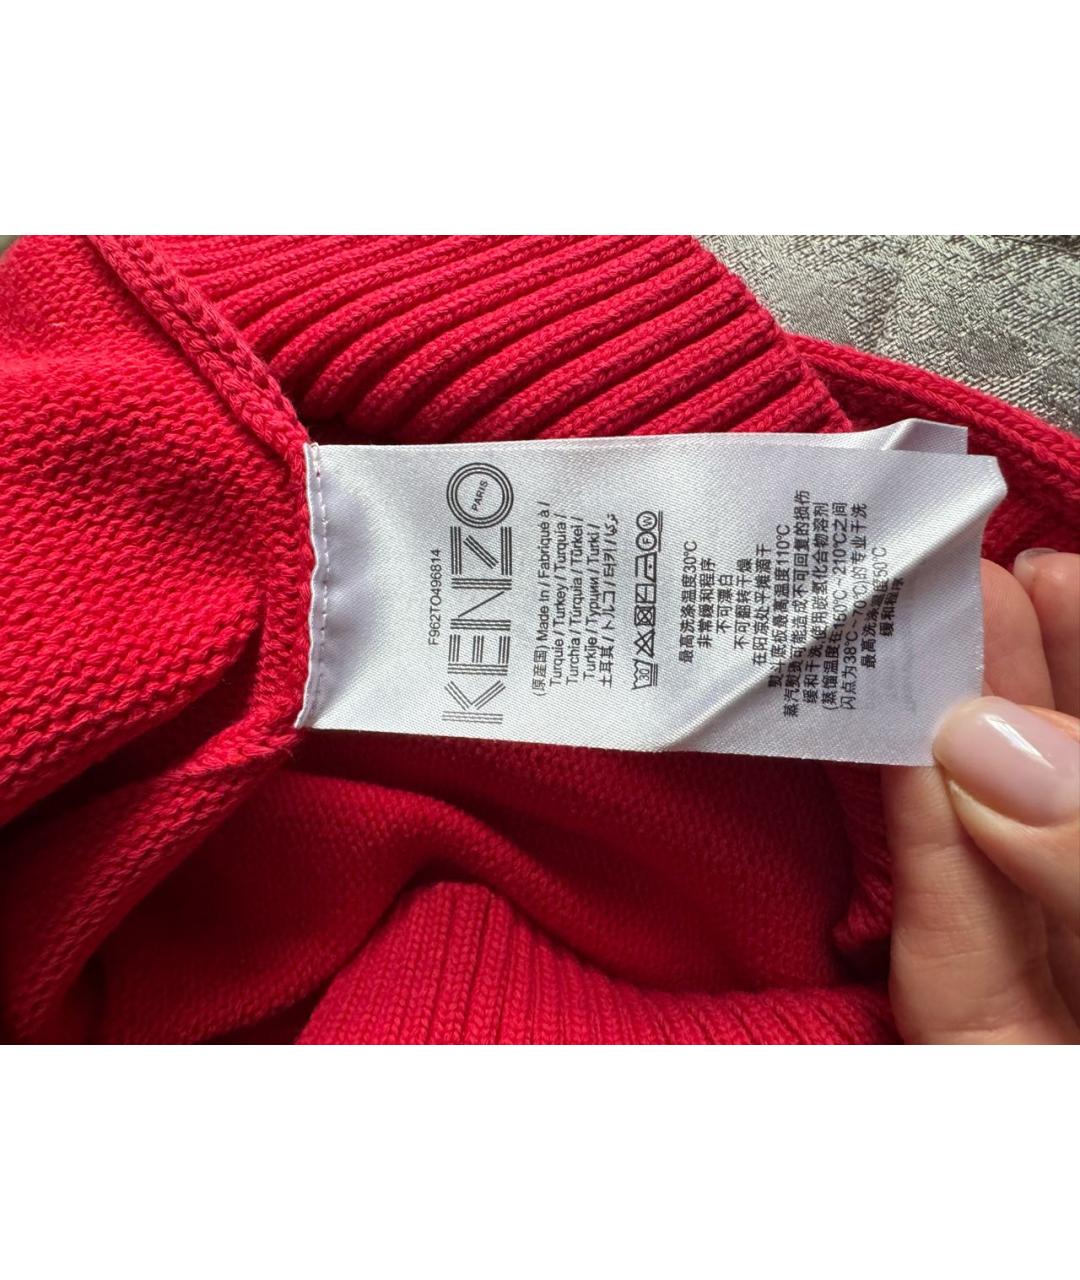 F962TO496814
KENZO
PARIS
(原産国) Made in / Fabriqué à /
Turquie / Turkey / Turquia /
Turchia / Turquia / Türkei /
Türkije / Турции / Turki /
土耳其 / トルコ / 터키 / تركيا
30 F W
最高洗涤温度30°C
非常缓和程序
不可漂白
不可翻转干燥
在阴凉处平摊滴干
熨斗底板最高温度110°C
蒸汽熨烫可能造成不可回复的损伤
缓和干洗,使用碳氢化合物溶剂
(蒸馏温度在150°C~210°C之间
闪点为38°C~70°C)的专业干洗
最高洗涤温度50°C
缓和程序